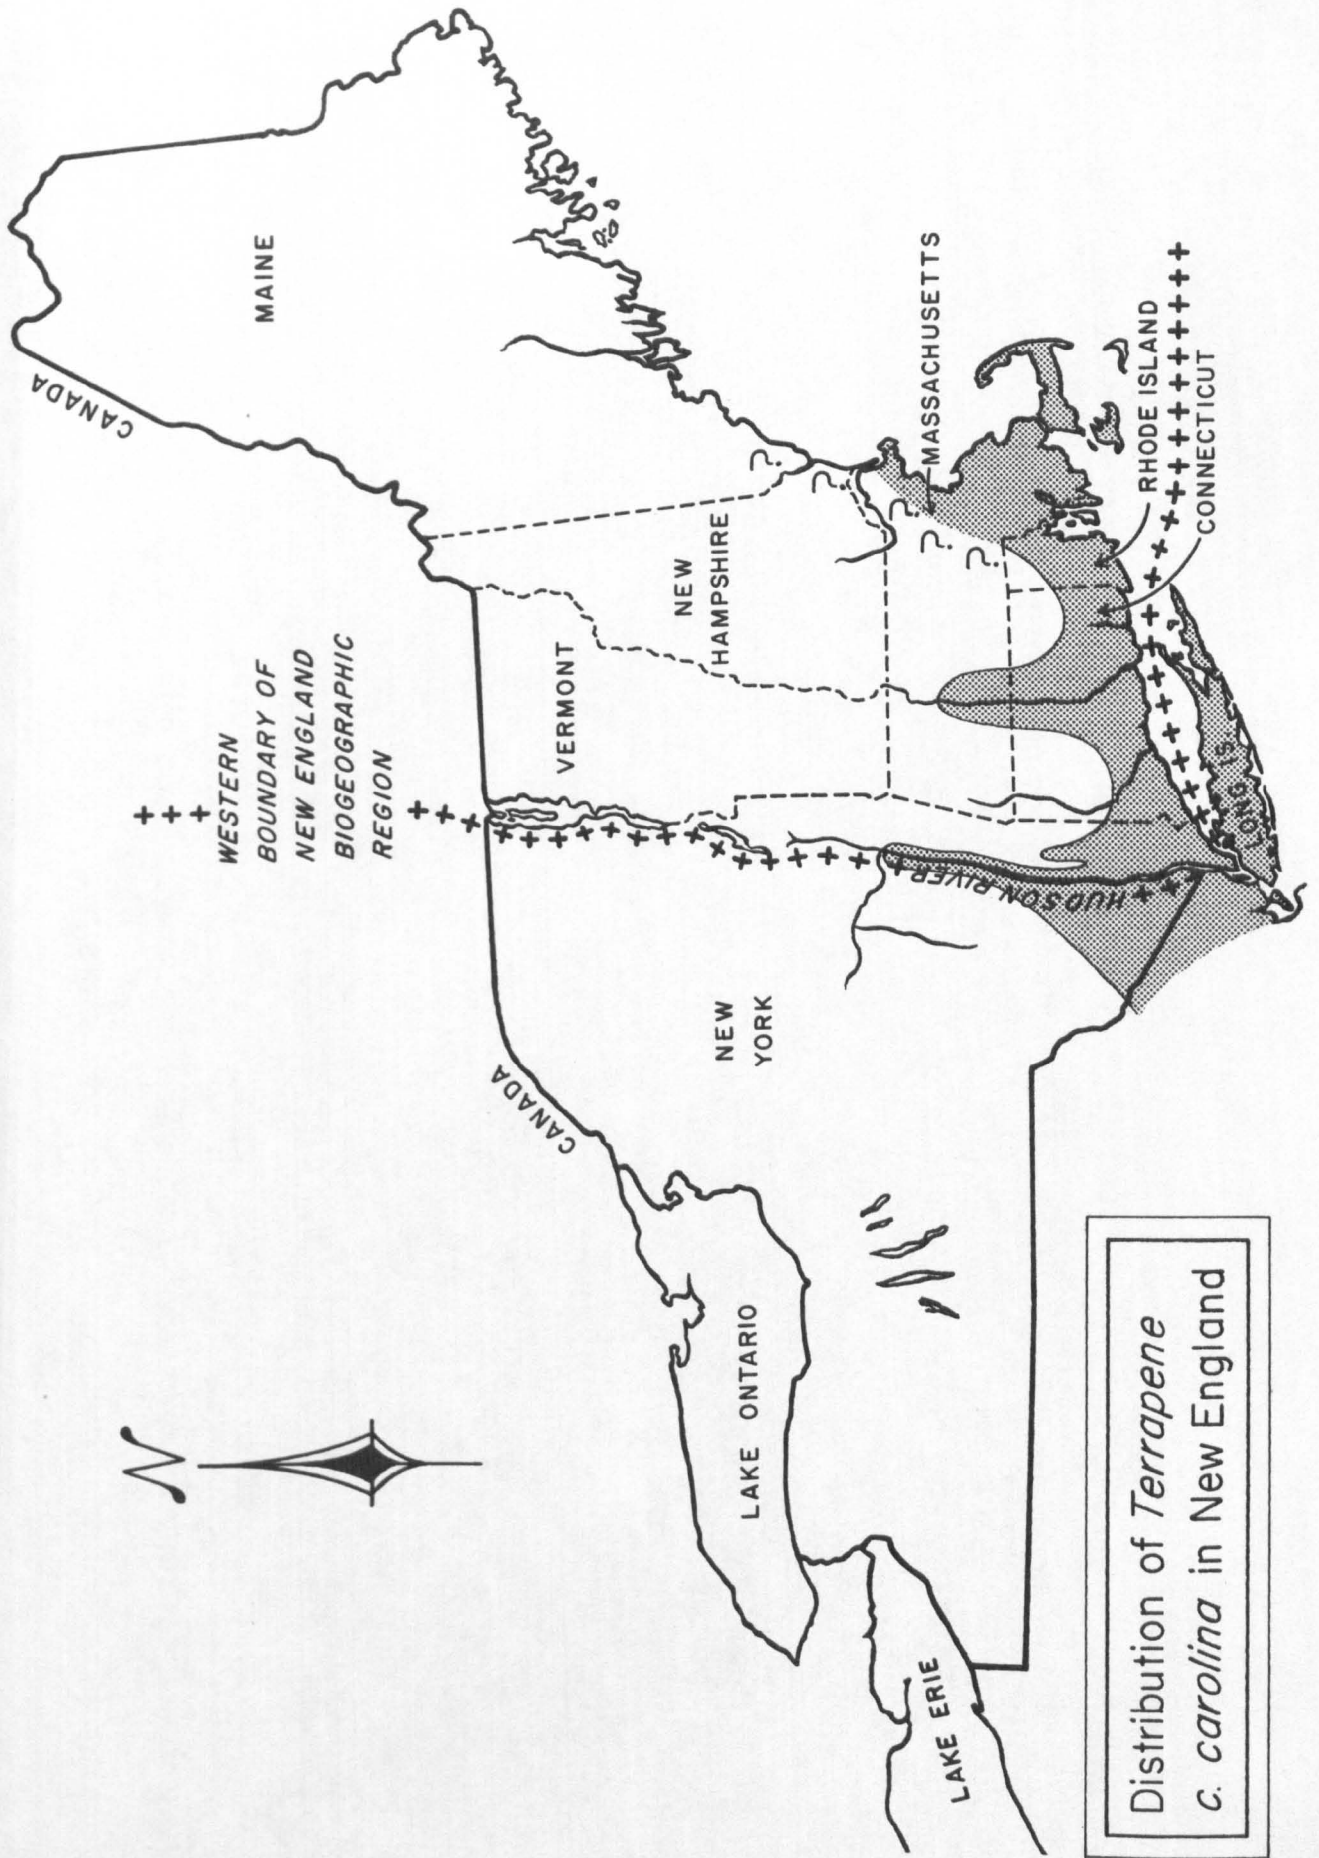 N
CANADA
MAINE
WESTERN
BOUNDARY OF
NEW ENGLAND
BIOGEOGRAPHIC
REGION
CANADA
VERMONT
NEW
HAMPSHIRE
?
?
?
?
?
MASSACHUSETTS
NEW
YORK
LAKE ONTARIO
LAKE ERIE
HUDSON RIVER
RHODE ISLAND
CONNECTICUT
LONG IS.
Distribution of Terrapene
c. carolina in New England